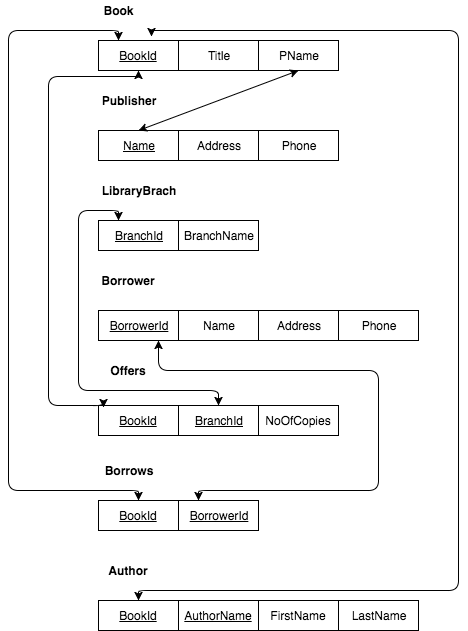 Book
BookId Title PName
Publisher
Name Address Phone
LibraryBrach
BranchId BranchName
Borrower
BorrowerId Name Address Phone
Offers
BookId BranchId NoOfCopies
Borrows
BookId BorrowerId
Author
BookId AuthorName FirstName LastName